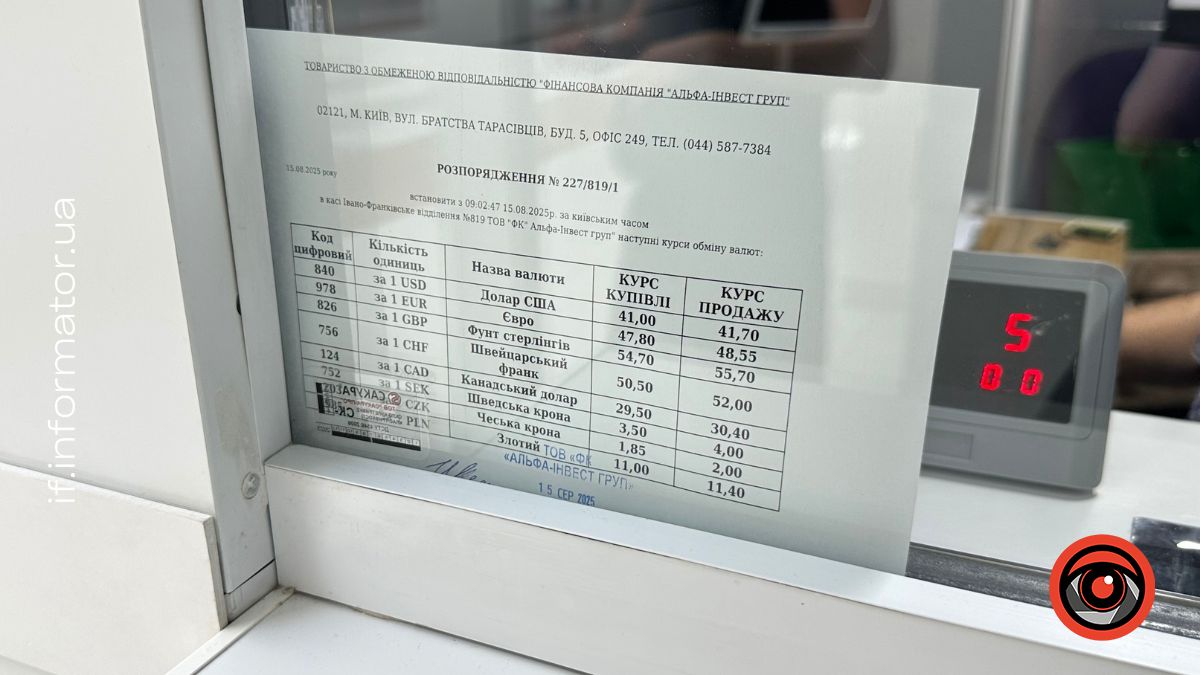 ТОВАРИСТВО З ОБМЕЖЕНОЮ ВІДПОВІДАЛЬНІСТЮ "ФІНАНСОВА КОМПАНІЯ "АЛЬФА-ІНВЕСТ ГРУП"
02121, М. КИЇВ, ВУЛ. БРАТСТВА ТАРАСІВЦІВ, БУД. 5, ОФІС 249, ТЕЛ. (044) 587-7384
РОЗПОРЯДЖЕННЯ № 227/819/1
15.08.2025 року
встановити з 09:02:47 15.08.2025р. за київським часом
в касі Івано-Франківське відділення №819 ТОВ "ФК" Альфа-Інвест груп" наступні курси обміну валют:
Код цифровий Кількість одиниць Назва валюти КУРС КУПІВЛІ КУРС ПРОДАЖУ
840 за 1 USD Долар США 41,00 41,70
978 за 1 EUR Євро 47,80 48,55
826 за 1 GBP Фунт стерлінгів 54,70 55,70
756 за 1 CHF Швейцарський франк 50,50 52,00
124 за 1 CAD Канадський долар 29,50 30,40
752 за 1 SEK Шведська крона 3,50 4,00
CZK Чеська крона 1,85 2,00
PLN Злотий 11,00 11,40
ТОВ «ФК
«АЛЬФА-ІНВЕСТ ГРУП»
15 СЕР 2025
САКУРА
5
00
if.informator.ua